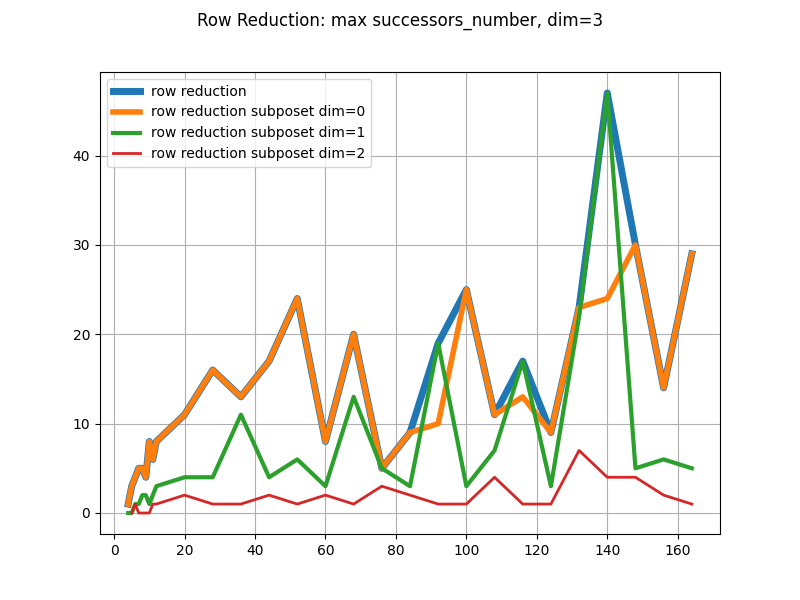 Row Reduction: max successors_number, dim=3
row reduction
row reduction subposet dim=0
row reduction subposet dim=1
row reduction subposet dim=2
40
30
20
10
0
0 20 40 60 80 100 120 140 160